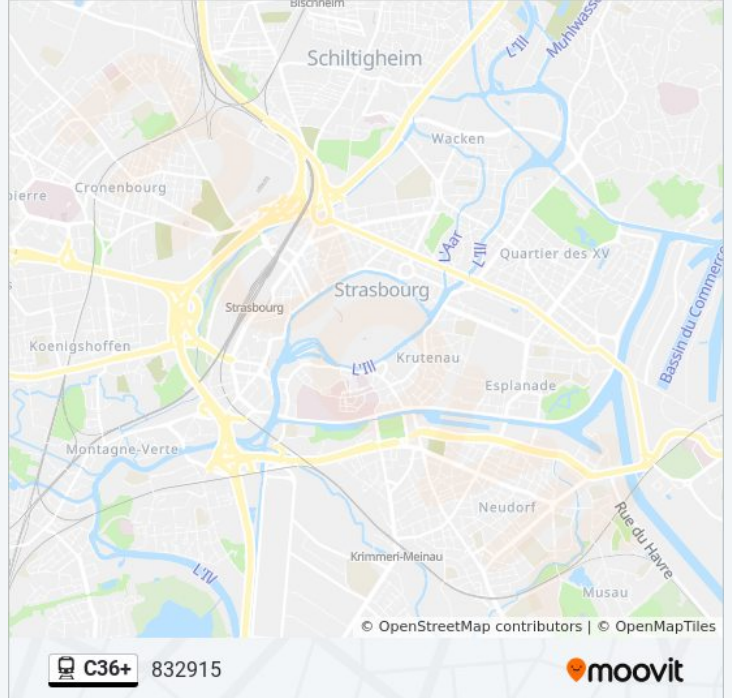 Bischheim
L'Ill
Muhlwasse
Schiltigheim
Wacken
pierre
Cronenbourg
L'Aar
L'Ill
Quartier des XV
Strasbourg
Strasbourg
Bassin du Commerce
Koenigshoffen
L'Ill
Krutenau
Esplanade
Montagne-Verte
Neudorf
Rue du Havre
Krimmeri-Meinau
L'Ill
Musau
© OpenStreetMap contributors | © OpenMapTiles
C36+ 832915
moovit